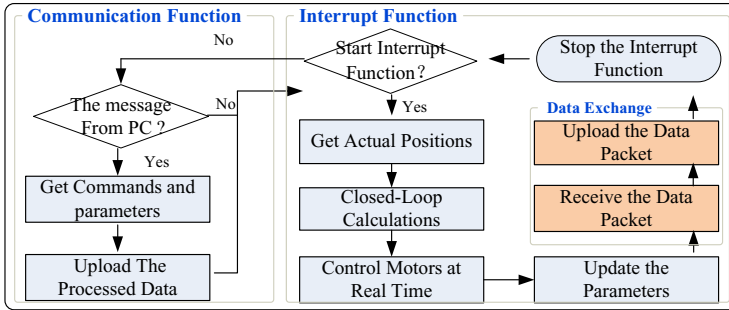 Communication Function
No
The message
From PC ?
No
Yes
Get Commands and
parameters
Upload The
Processed Data
Interrupt Function
Start Interrupt
Function ?
Yes
Get Actual Positions
Closed-Loop
Calculations
Control Motors at
Real Time
Stop the Interrupt
Function
Data Exchange
Upload the Data
Packet
Receive the Data
Packet
Update the
Parameters